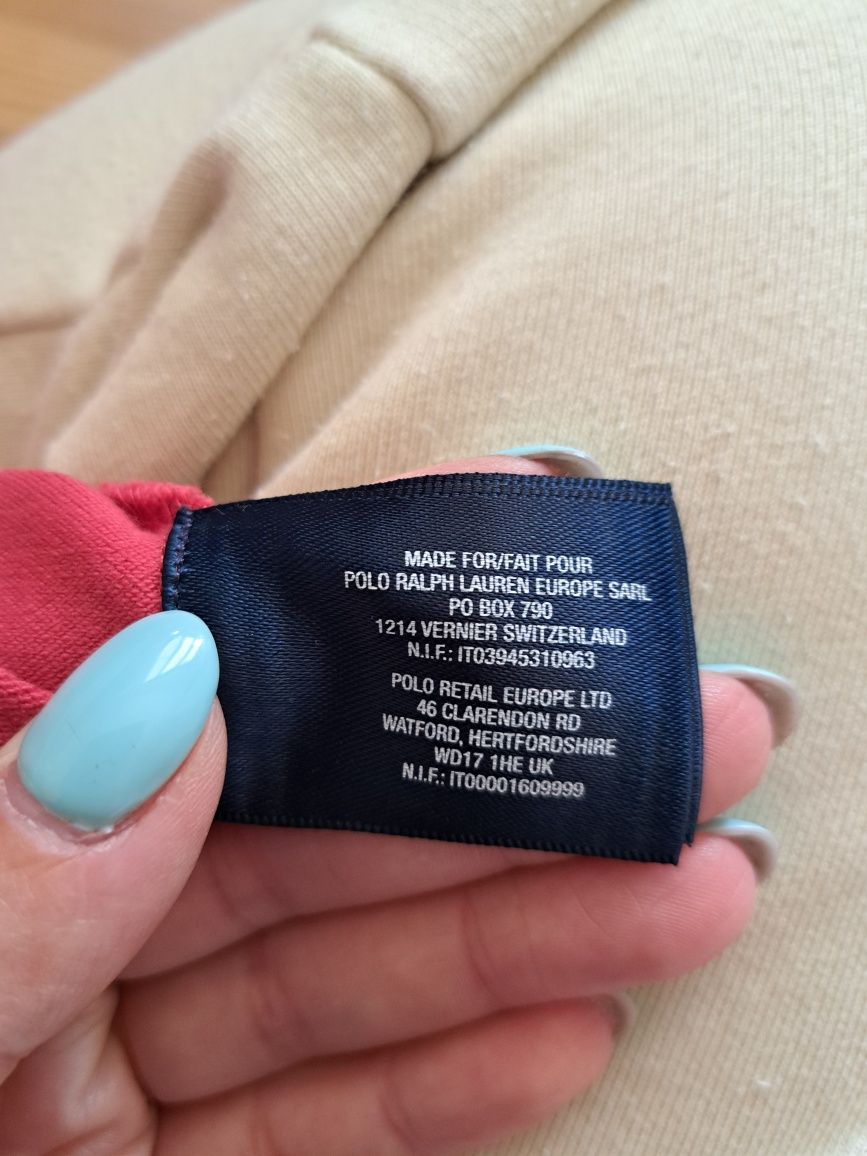 MADE FOR/FAIT POUR
POLO RALPH LAUREN EUROPE SARL
PO BOX 790
1214 VERNIER SWITZERLAND
N.I.F.: IT03945310963
POLO RETAIL EUROPE LTD
46 CLARENDON RD
WATFORD, HERTFORDSHIRE
WD17 1HE UK
N.I.F.: IT00001609999